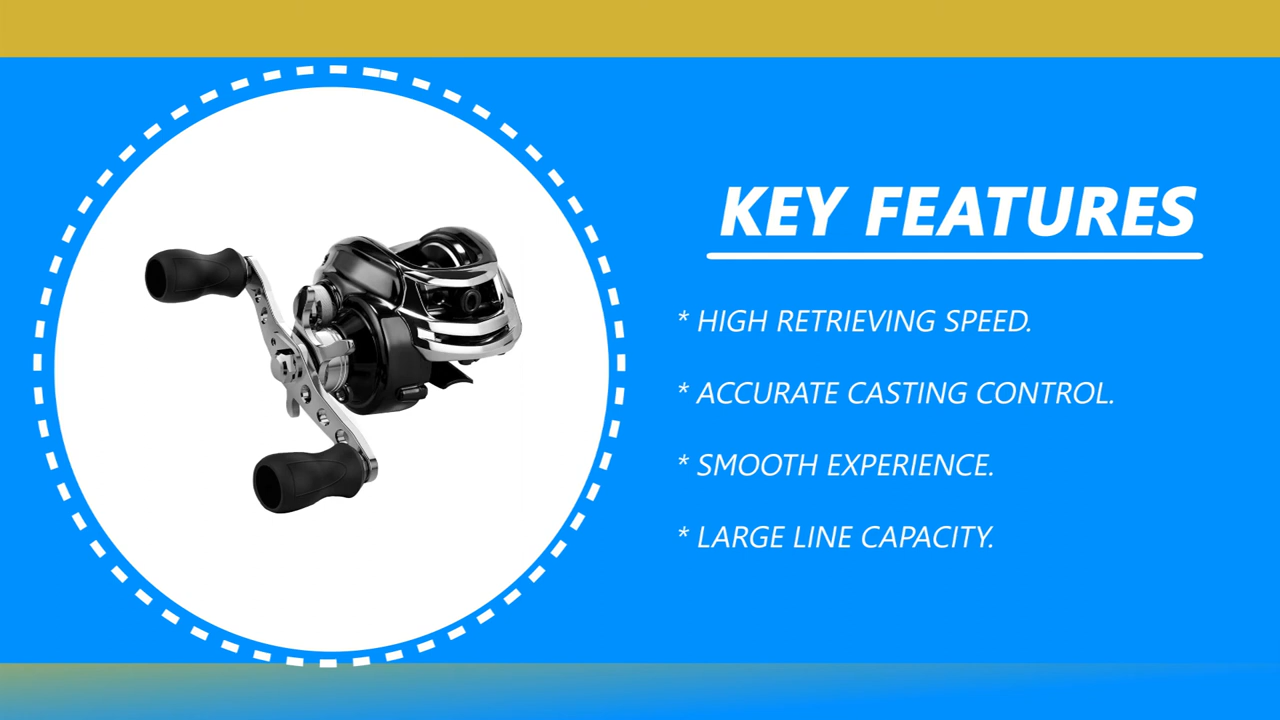 KEY FEATURES
* HIGH RETRIEVING SPEED.
* ACCURATE CASTING CONTROL.
* SMOOTH EXPERIENCE.
* LARGE LINE CAPACITY.